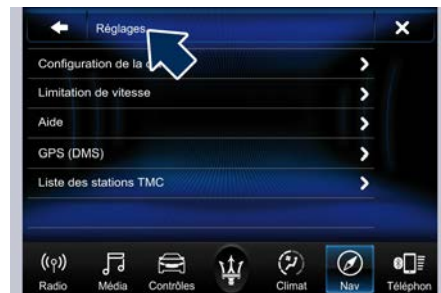 Réglages
Configuration de la
Limitation de vitesse
Aide
GPS (DMS)
Liste des stations TMC
Radio Média Contrôles Climat Nav Téléphon